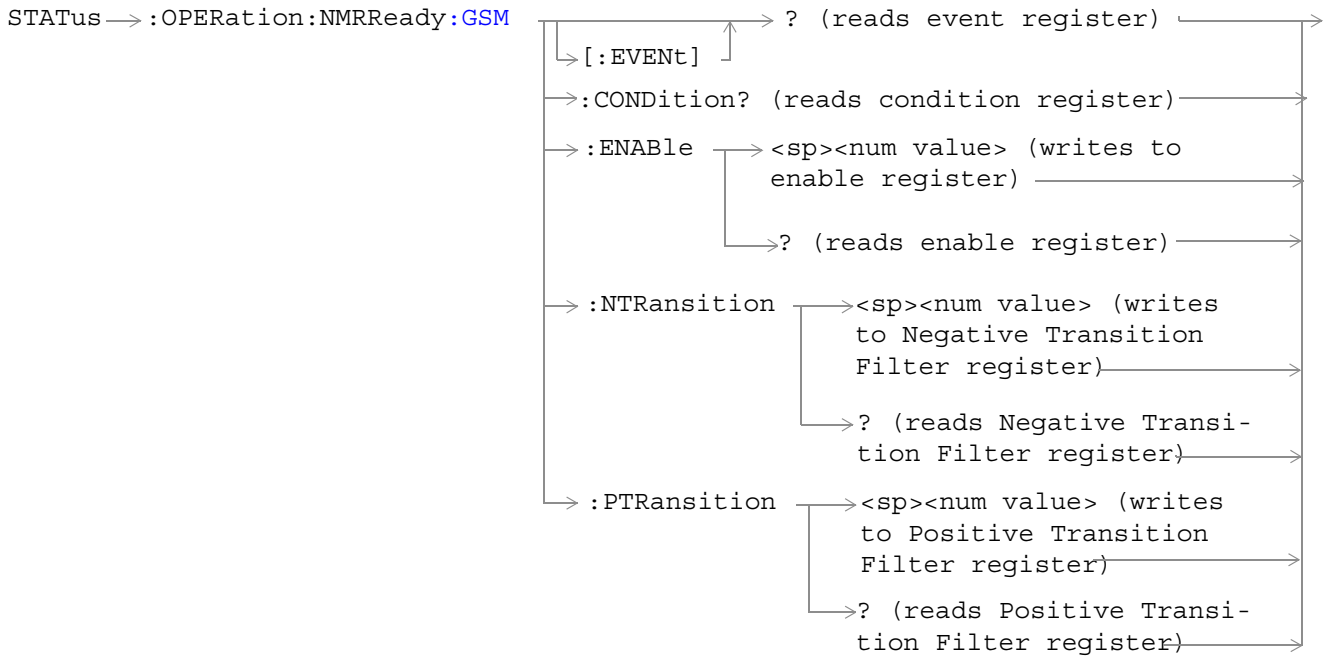 STATus :OPERation:NMRReady:GSM ? (reads event register)
[:EVENt]
:CONDition? (reads condition register)
:ENABle <sp><num value> (writes to
enable register)
? (reads enable register)
:NTRansition <sp><num value> (writes
to Negative Transition
Filter register)
? (reads Negative Transi-
tion Filter register)
:PTRansition <sp><num value> (writes
to Positive Transition
Filter register)
? (reads Positive Transi-
tion Filter register)